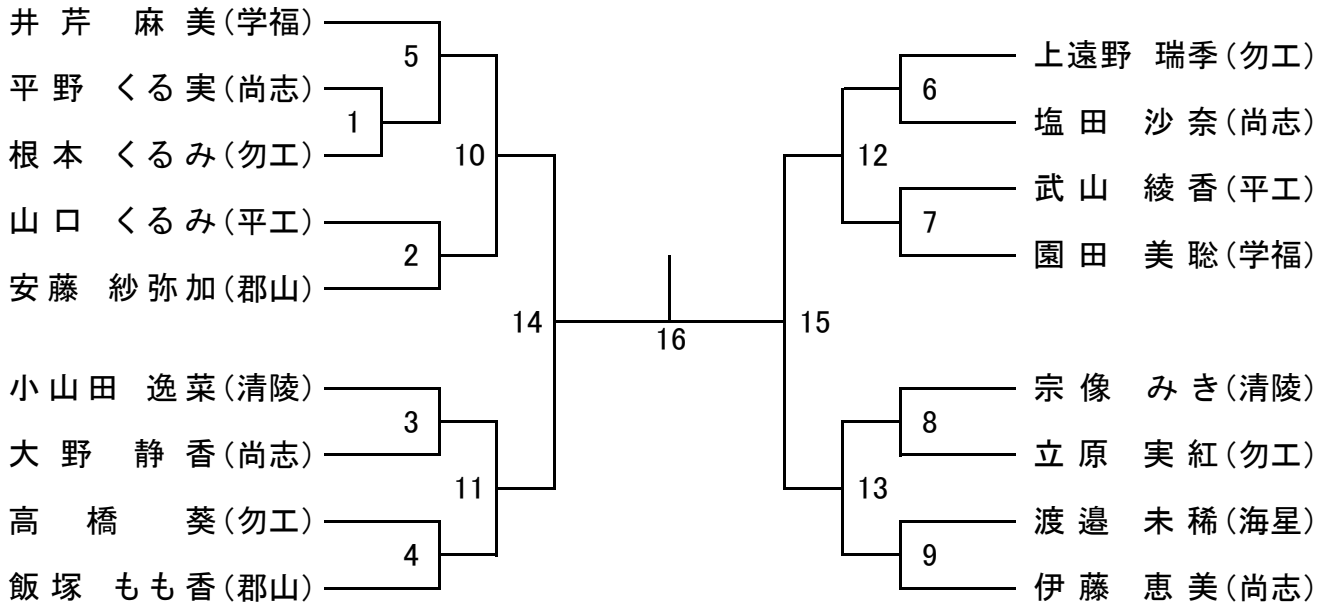 井芹 麻美(学福)
5
平野 くる実(尚志)
1
根本 くるみ(勿工)
10
山口 くるみ(平工)
2
安藤 紗弥加(郡山)
14
小山田 逸菜(清陵)
3
大野 静香(尚志)
11
高橋 葵(勿工)
4
飯塚 もも香(郡山)
16
上遠野 瑞季(勿工)
6
塩田 沙奈(尚志)
12
武山 綾香(平工)
7
園田 美聡(学福)
15
宗像 みき(清陵)
8
立原 実紅(勿工)
13
渡邉 未稀(海星)
9
伊藤 恵美(尚志)